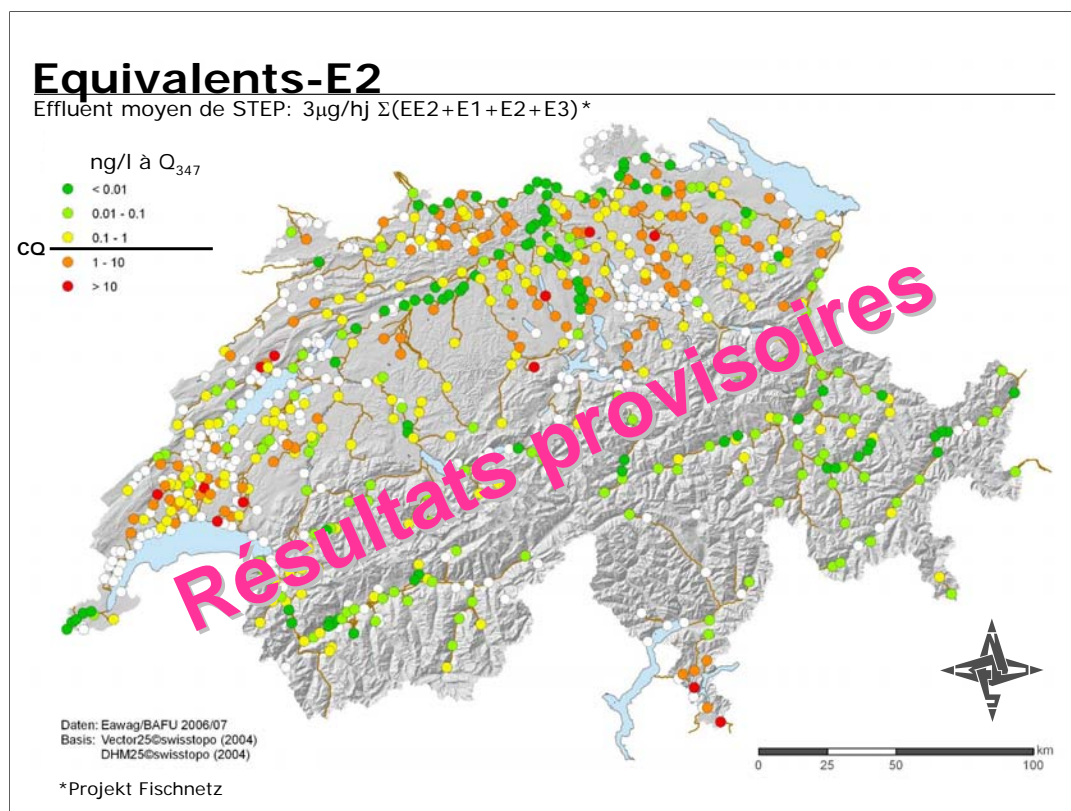 Equivalents-E2
Effluent moyen de STEP: 3µg/hj Σ(EE2+E1+E2+E3)*
ng/l à Q347
< 0.01
0.01 - 0.1
0.1 - 1
CQ
1 - 10
> 10
Résultats provisoires
Daten: Eawag/BAFU 2006/07
Basis: Vector25©swisstopo (2004)
DHM25©swisstopo (2004)
km
0 25 50 100
*Projekt Fischnetz